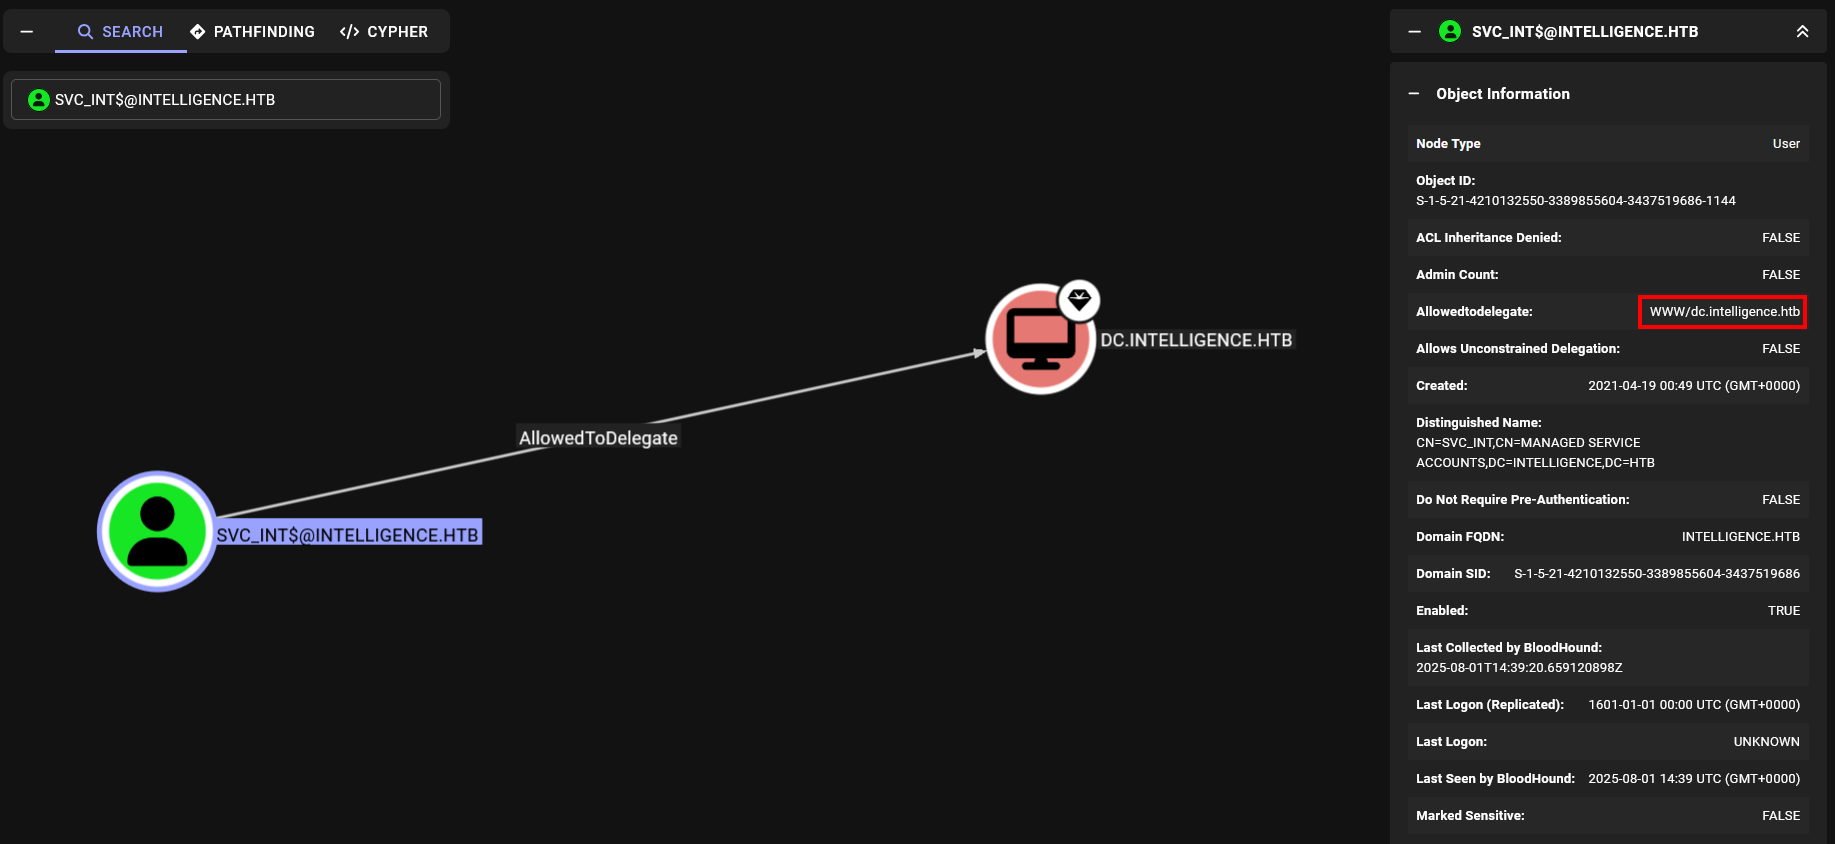 SEARCH
PATHFINDING
CYPHER
SVC_INT$@INTELLIGENCE.HTB
AllowedToDelegate
DC.INTELLIGENCE.HTB
SVC_INT$@INTELLIGENCE.HTB
SVC_INT$@INTELLIGENCE.HTB
Object Information
Node Type User
Object ID:
S-1-5-21-4210132550-3389855604-3437519686-1144
ACL Inheritance Denied: FALSE
Admin Count: FALSE
Allowedtodelegate: WWW/dc.intelligence.htb
Allows Unconstrained Delegation: FALSE
Created: 2021-04-19 00:49 UTC (GMT+0000)
Distinguished Name:
CN=SVC_INT,CN=MANAGED SERVICE
ACCOUNTS,DC=INTELLIGENCE,DC=HTB
Do Not Require Pre-Authentication: FALSE
Domain FQDN: INTELLIGENCE.HTB
Domain SID: S-1-5-21-4210132550-3389855604-3437519686
Enabled: TRUE
Last Collected by BloodHound:
2025-08-01T14:39:20.659120898Z
Last Logon (Replicated): 1601-01-01 00:00 UTC (GMT+0000)
Last Logon: UNKNOWN
Last Seen by BloodHound: 2025-08-01 14:39 UTC (GMT+0000)
Marked Sensitive: FALSE